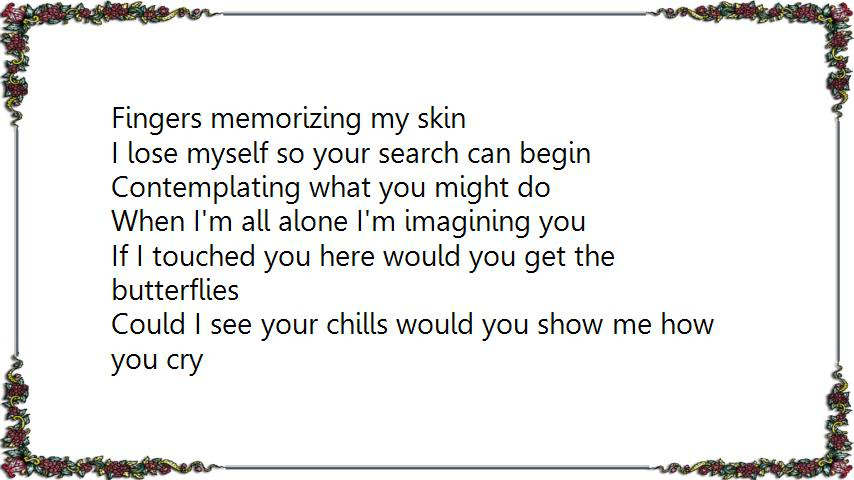 Fingers memorizing my skin
I lose myself so your search can begin
Contemplating what you might do
When I'm all alone I'm imagining you
If I touched you here would you get the
butterflies
Could I see your chills would you show me how
you cry